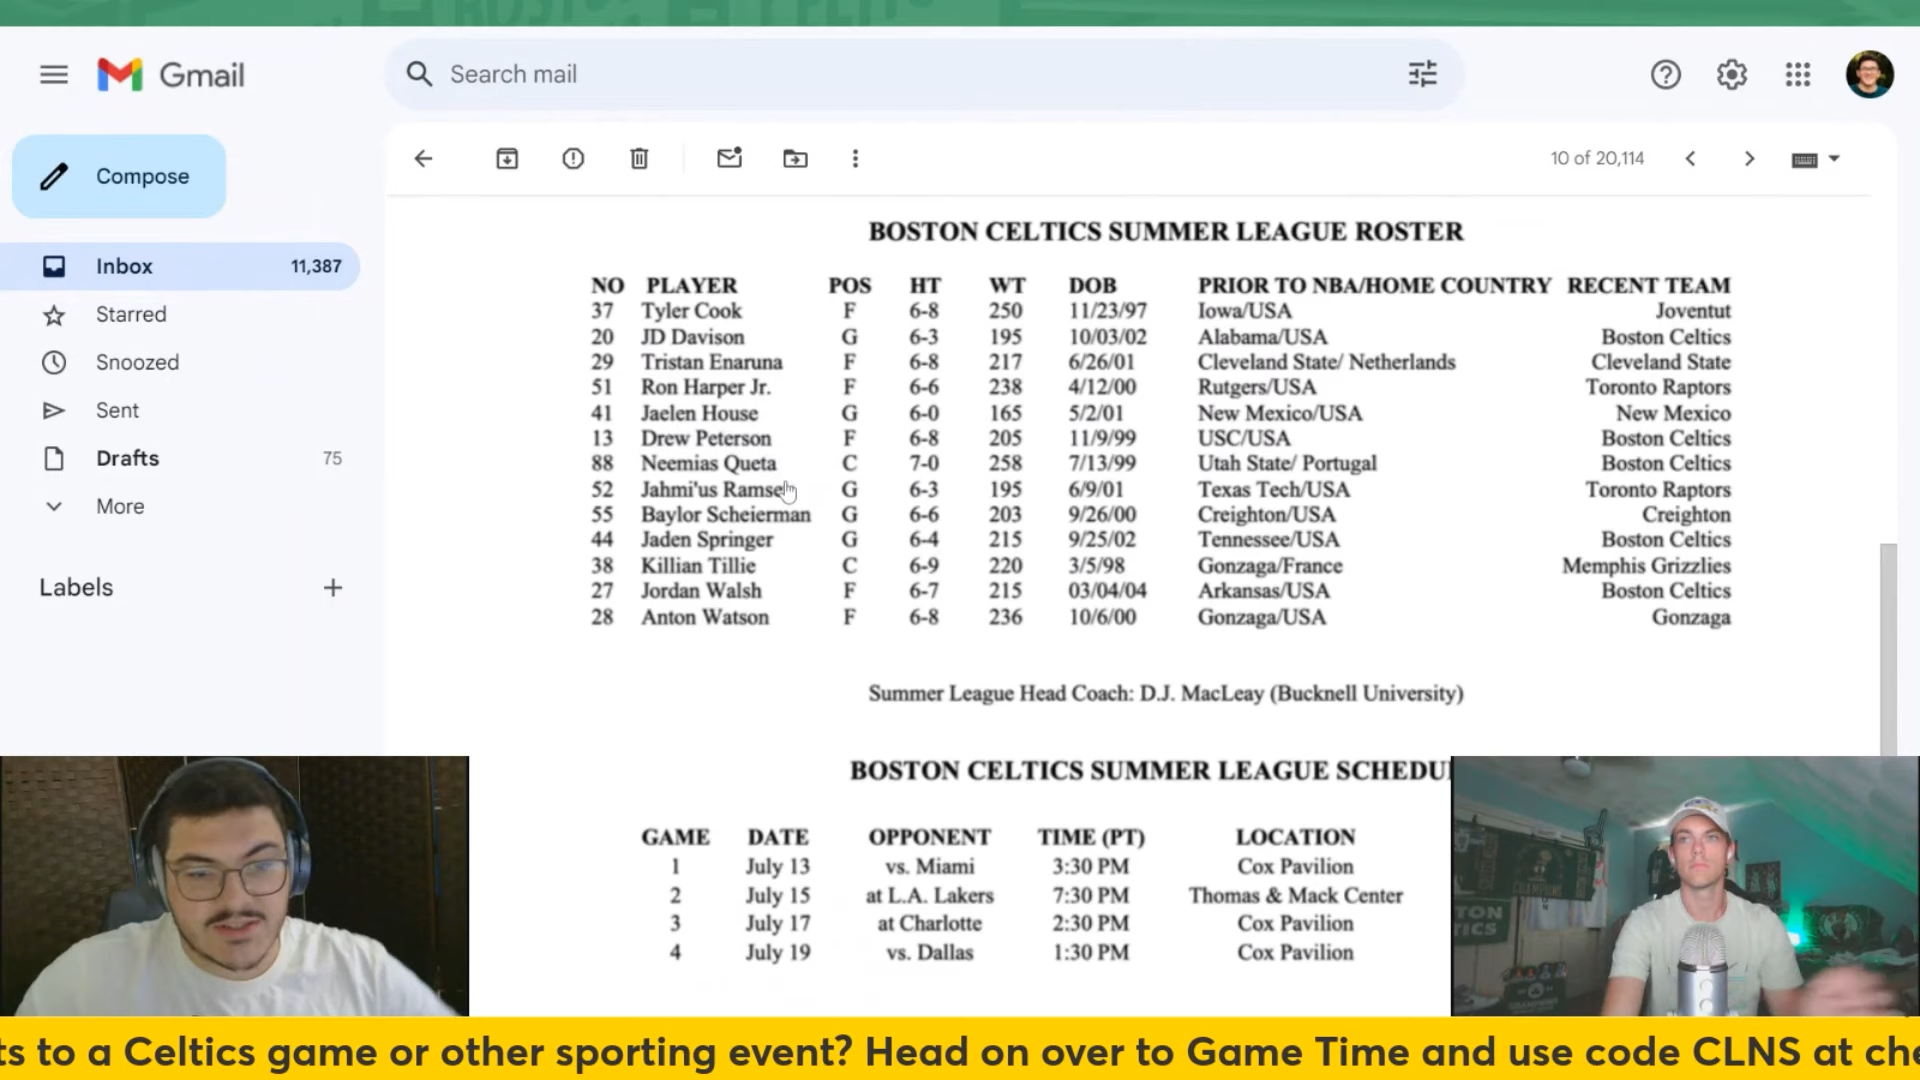 BOSTON CELTICS
Gmail
Search mail
Compose
10 of 20,114
Inbox 11,387
Starred
Snoozed
Sent
Drafts 75
More
Labels
BOSTON CELTICS SUMMER LEAGUE ROSTER
NO PLAYER POS HT WT DOB PRIOR TO NBA/HOME COUNTRY RECENT TEAM
37 Tyler Cook F 6-8 250 11/23/97 Iowa/USA Joventut
20 JD Davison G 6-3 195 10/03/02 Alabama/USA Boston Celtics
29 Tristan Enaruna F 6-8 217 6/26/01 Cleveland State/ Netherlands Cleveland State
51 Ron Harper Jr. F 6-6 238 4/12/00 Rutgers/USA Toronto Raptors
41 Jaelen House G 6-0 165 5/2/01 New Mexico/USA New Mexico
13 Drew Peterson F 6-8 205 11/9/99 USC/USA Boston Celtics
88 Neemias Queta C 7-0 258 7/13/99 Utah State/ Portugal Boston Celtics
52 Jahmi'us Ramse G 6-3 195 6/9/01 Texas Tech/USA Toronto Raptors
55 Baylor Scheierman G 6-6 203 9/26/00 Creighton/USA Creighton
44 Jaden Springer G 6-4 215 9/25/02 Tennessee/USA Boston Celtics
38 Killian Tillie C 6-9 220 3/5/98 Gonzaga/France Memphis Grizzlies
27 Jordan Walsh F 6-7 215 03/04/04 Arkansas/USA Boston Celtics
28 Anton Watson F 6-8 236 10/6/00 Gonzaga/USA Gonzaga
Summer League Head Coach: D.J. MacLeay (Bucknell University)
BOSTON CELTICS SUMMER LEAGUE SCHEDU
GAME DATE OPPONENT TIME (PT) LOCATION
1 July 13 vs. Miami 3:30 PM Cox Pavilion
2 July 15 at L.A. Lakers 7:30 PM Thomas & Mack Center
3 July 17 at Charlotte 2:30 PM Cox Pavilion
4 July 19 vs. Dallas 1:30 PM Cox Pavilion
ts to a Celtics game or other sporting event? Head on over to Game Time and use code CLNS at che